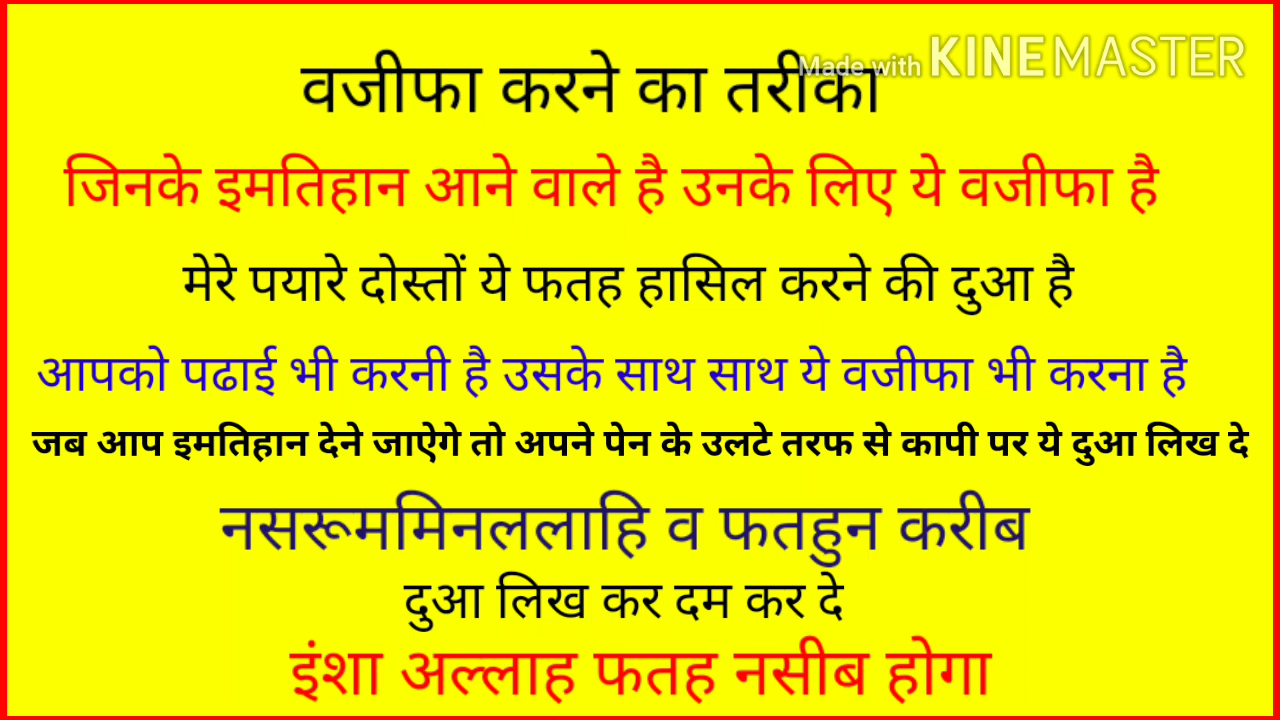 Made with KINEMASTER
वजीफा करने का तरीका
जिनके इमतिहान आने वाले है उनके लिए ये वजीफा है
मेरे पयारे दोस्तों ये फतह हासिल करने की दुआ है
आपको पढाई भी करनी है उसके साथ साथ ये वजीफा भी करना है
जब आप इमतिहान देने जाऐगे तो अपने पेन के उलटे तरफ से कापी पर ये दुआ लिख दे
नसरूममिनललाहि व फतहुन करीब
दुआ लिख कर दम कर दे
इंशा अल्लाह फतह नसीब होगा